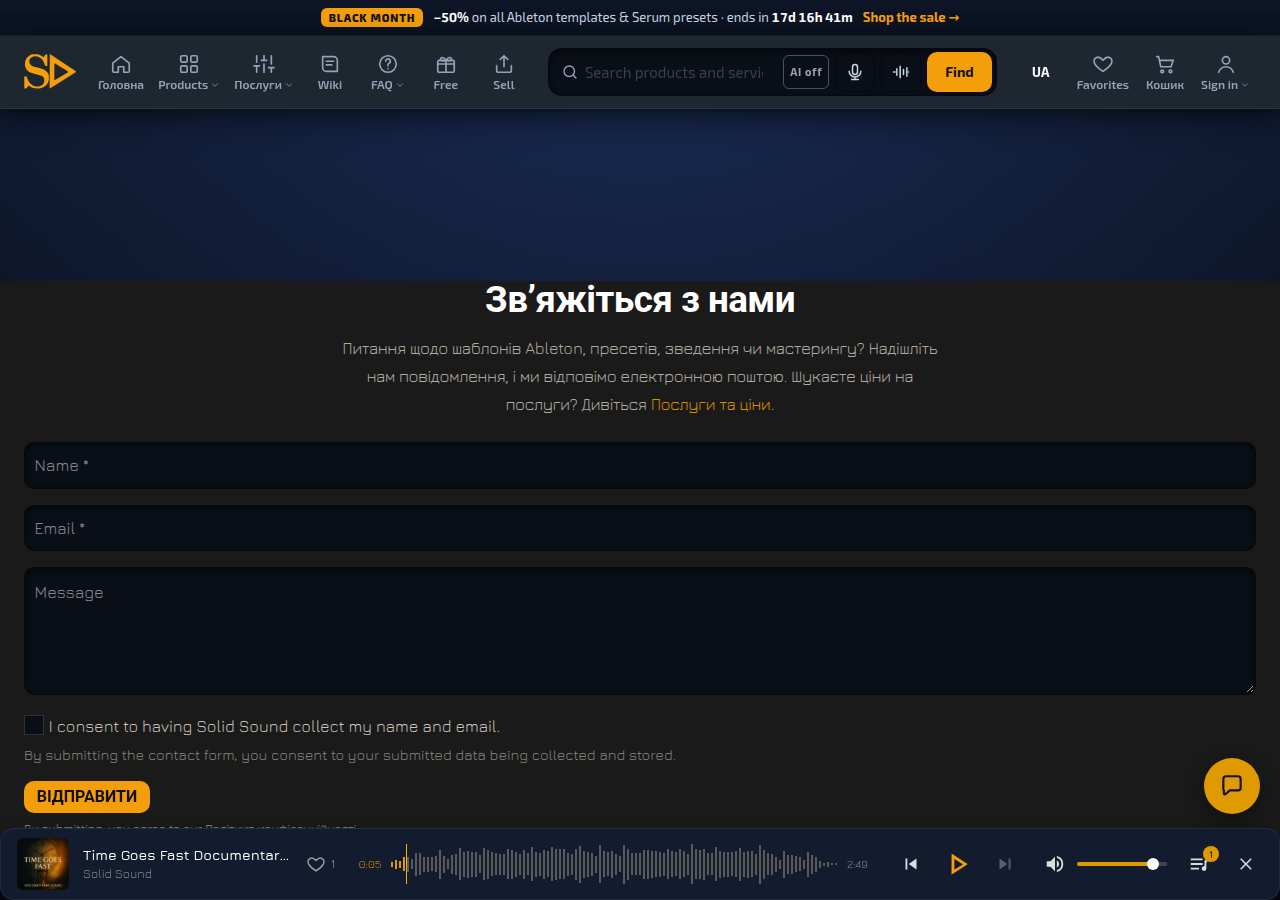 BLACK MONTH −50% on all Ableton templates & Serum presets · ends in 17d 16h 41m Shop the sale →
SD
Головна Products Послуги Wiki FAQ Free Sell
Search products and servi
AI off
Find
UA
Favorites Кошик Sign in
Зв’яжіться з нами
Питання щодо шаблонів Ableton, пресетів, зведення чи мастерингу? Надішліть
нам повідомлення, і ми відповімо електронною поштою. Шукаєте ціни на
послуги? Дивіться Послуги та ціни.
Name *
Email *
Message
I consent to having Solid Sound collect my name and email.
By submitting the contact form, you consent to your submitted data being collected and stored.
ВІДПРАВИТИ
TIME GOES
FAST
Time Goes Fast Documentar...
Solid Sound
1
0:05
2:49
1